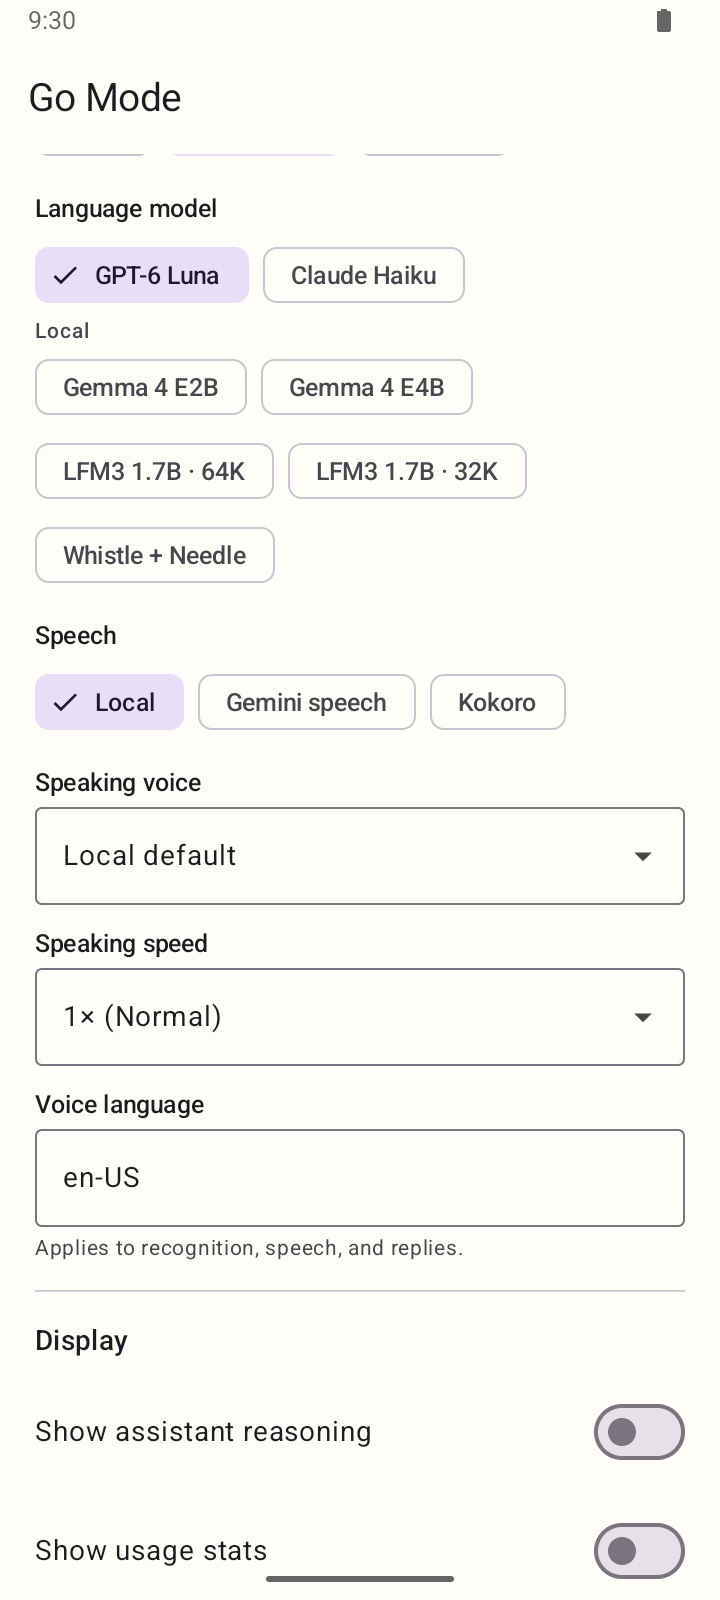 9:30
Go Mode
Language model
GPT-6 Luna
Claude Haiku
Local
Gemma 4 E2B
Gemma 4 E4B
LFM3 1.7B · 64K
LFM3 1.7B · 32K
Whistle + Needle
Speech
Local
Gemini speech
Kokoro
Speaking voice
Local default
Speaking speed
1× (Normal)
Voice language
en-US
Applies to recognition, speech, and replies.
Display
Show assistant reasoning
Show usage stats